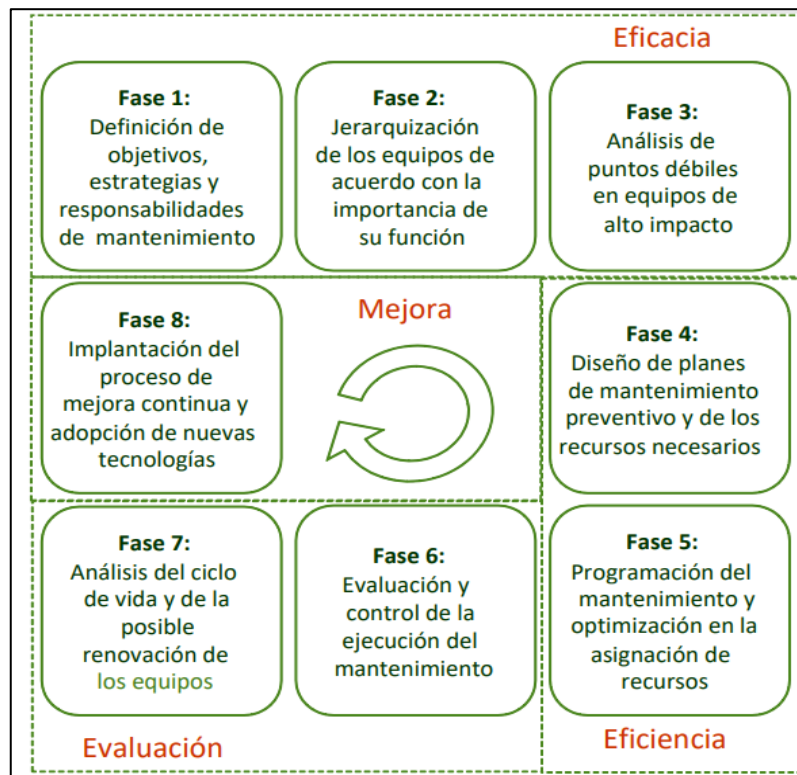 Eficacia
Fase 1:
Definición de
objetivos,
estrategias y
responsabilidades
de mantenimiento
Fase 2:
Jerarquización
de los equipos de
acuerdo con la
importancia de
su función
Fase 3:
Análisis de
puntos débiles
en equipos de
alto impacto
Fase 8:
Implantación del
proceso de
mejora continua y
adopción de nuevas
tecnologías
Mejora
Fase 4:
Diseño de planes
de mantenimiento
preventivo y de los
recursos necesarios
Fase 7:
Análisis del ciclo
de vida y de la
posible
renovación de
los equipos
Fase 6:
Evaluación y
control de la
ejecución del
mantenimiento
Fase 5:
Programación del
mantenimiento y
optimización en la
asignación de
recursos
Evaluación
Eficiencia